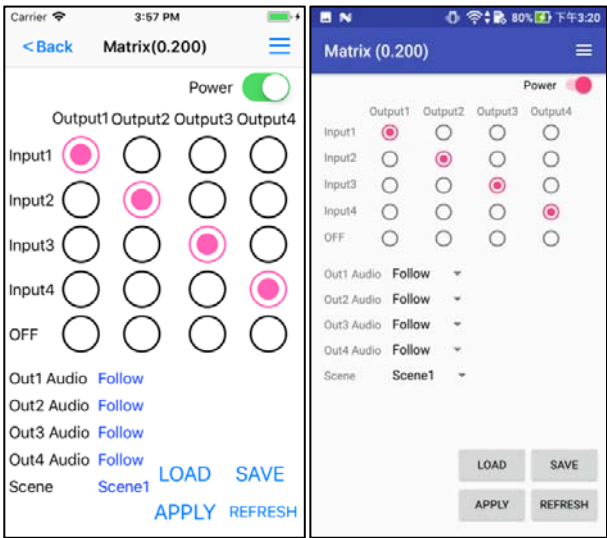 Carrier 3:57 PM
<Back Matrix(0.200)
Power
Output1 Output2 Output3 Output4
Input1
Input2
Input3
Input4
OFF
Out1 Audio Follow
Out2 Audio Follow
Out3 Audio Follow
Out4 Audio Follow
Scene Scene1
LOAD SAVE
APPLY REFRESH
N 80% 下午3:20
Matrix (0.200)
Power
Output1 Output2 Output3 Output4
Input1
Input2
Input3
Input4
OFF
Out1 Audio Follow
Out2 Audio Follow
Out3 Audio Follow
Out4 Audio Follow
Scene Scene1
LOAD SAVE
APPLY REFRESH